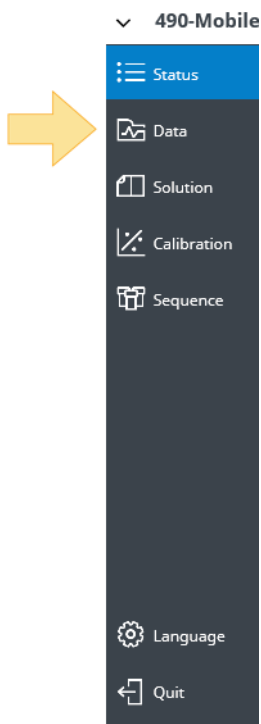 490-Mobile
Status
Data
Solution
Calibration
Sequence
Language
Quit